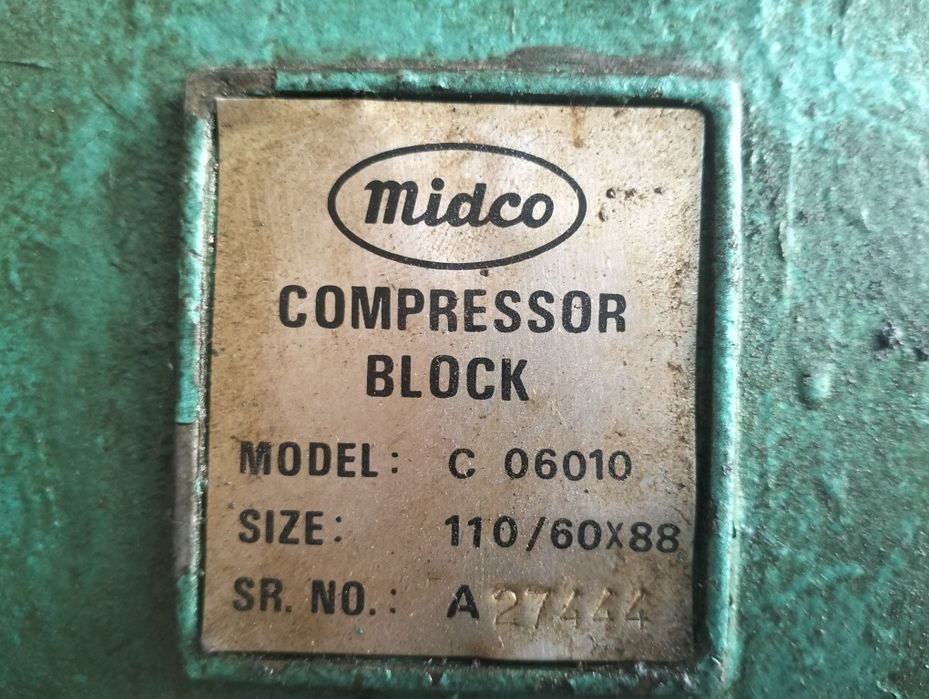 Midco
COMPRESSOR
BLOCK
MODEL: C 06010
SIZE: 110/60X88
SR. NO.: A 27444